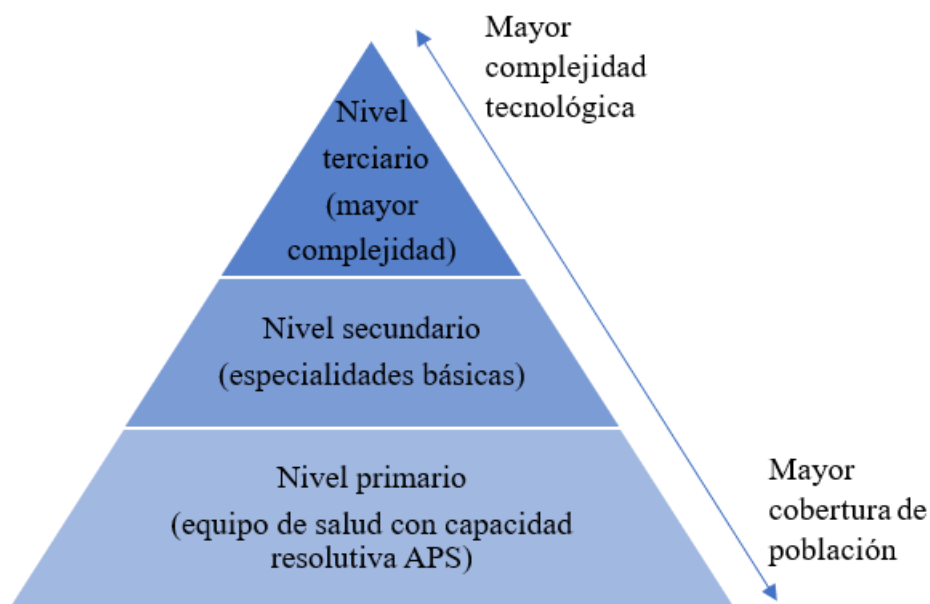 Mayor
complejidad
tecnológica
Nivel
terciario
(mayor
complejidad)
Nivel secundario
(especialidades básicas)
Nivel primario
(equipo de salud con capacidad
resolutiva APS)
Mayor
cobertura de
población